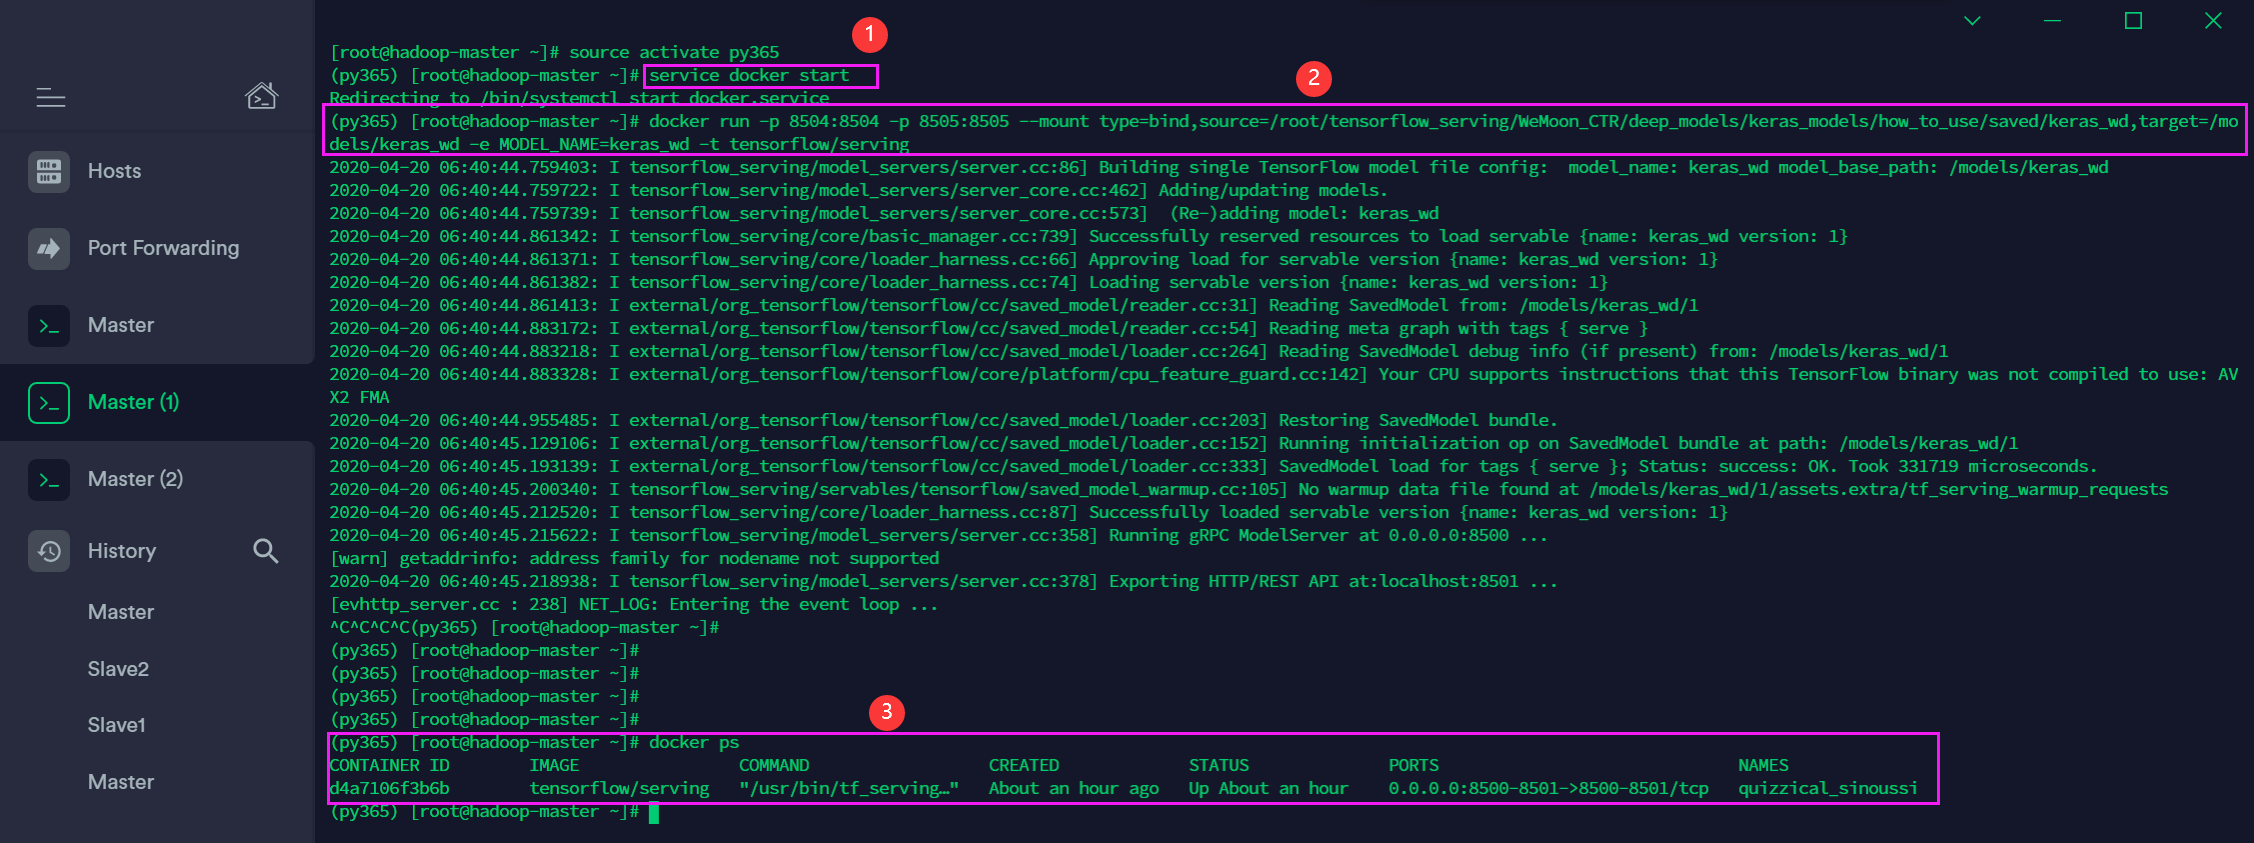 Hosts
Port Forwarding
Master
Master (1)
Master (2)
History
Master
Slave2
Slave1
Master
1
[root@hadoop-master ~]# source activate py365
(py365) [root@hadoop-master ~]# service docker start
2
Redirecting to /bin/systemctl start docker.service
(py365) [root@hadoop-master ~]# docker run -p 8504:8504 -p 8505:8505 --mount type=bind,source=/root/tensorflow_serving/WeMoon_CTR/deep_models/keras_models/how_to_use/saved/keras_wd,target=/mo
dels/keras_wd -e MODEL_NAME=keras_wd -t tensorflow/serving
2020-04-20 06:40:44.759403: I tensorflow_serving/model_servers/server.cc:86] Building single TensorFlow model file config:  model_name: keras_wd model_base_path: /models/keras_wd
2020-04-20 06:40:44.759722: I tensorflow_serving/model_servers/server_core.cc:462] Adding/updating models.
2020-04-20 06:40:44.759739: I tensorflow_serving/model_servers/server_core.cc:573]  (Re-)adding model: keras_wd
2020-04-20 06:40:44.861342: I tensorflow_serving/core/basic_manager.cc:739] Successfully reserved resources to load servable {name: keras_wd version: 1}
2020-04-20 06:40:44.861371: I tensorflow_serving/core/loader_harness.cc:66] Approving load for servable version {name: keras_wd version: 1}
2020-04-20 06:40:44.861382: I tensorflow_serving/core/loader_harness.cc:74] Loading servable version {name: keras_wd version: 1}
2020-04-20 06:40:44.861413: I external/org_tensorflow/tensorflow/cc/saved_model/reader.cc:31] Reading SavedModel from: /models/keras_wd/1
2020-04-20 06:40:44.883172: I external/org_tensorflow/tensorflow/cc/saved_model/reader.cc:54] Reading meta graph with tags { serve }
2020-04-20 06:40:44.883218: I external/org_tensorflow/tensorflow/cc/saved_model/loader.cc:264] Reading SavedModel debug info (if present) from: /models/keras_wd/1
2020-04-20 06:40:44.883328: I external/org_tensorflow/tensorflow/core/platform/cpu_feature_guard.cc:142] Your CPU supports instructions that this TensorFlow binary was not compiled to use: AV
X2 FMA
2020-04-20 06:40:44.955485: I external/org_tensorflow/tensorflow/cc/saved_model/loader.cc:203] Restoring SavedModel bundle.
2020-04-20 06:40:45.129106: I external/org_tensorflow/tensorflow/cc/saved_model/loader.cc:152] Running initialization op on SavedModel bundle at path: /models/keras_wd/1
2020-04-20 06:40:45.193139: I external/org_tensorflow/tensorflow/cc/saved_model/loader.cc:333] SavedModel load for tags { serve }; Status: success: OK. Took 331719 microseconds.
2020-04-20 06:40:45.200340: I tensorflow_serving/servables/tensorflow/saved_model_warmup.cc:105] No warmup data file found at /models/keras_wd/1/assets.extra/tf_serving_warmup_requests
2020-04-20 06:40:45.212520: I tensorflow_serving/core/loader_harness.cc:87] Successfully loaded servable version {name: keras_wd version: 1}
2020-04-20 06:40:45.215622: I tensorflow_serving/model_servers/server.cc:358] Running gRPC ModelServer at 0.0.0.0:8500 ...
[warn] getaddrinfo: address family for nodename not supported
2020-04-20 06:40:45.218938: I tensorflow_serving/model_servers/server.cc:378] Exporting HTTP/REST API at:localhost:8501 ...
[evhttp_server.cc : 238] NET_LOG: Entering the event loop ...
^C^C^C^C(py365) [root@hadoop-master ~]#
(py365) [root@hadoop-master ~]#
(py365) [root@hadoop-master ~]#
(py365) [root@hadoop-master ~]#
(py365) [root@hadoop-master ~]#
3
(py365) [root@hadoop-master ~]# docker ps
CONTAINER ID        IMAGE                COMMAND                  CREATED             STATUS              PORTS                              NAMES
d4a7106f3b6b        tensorflow/serving   "/usr/bin/tf_serving…"   About an hour ago   Up About an hour    0.0.0.0:8500-8501->8500-8501/tcp   quizzical_sinoussi
(py365) [root@hadoop-master ~]#